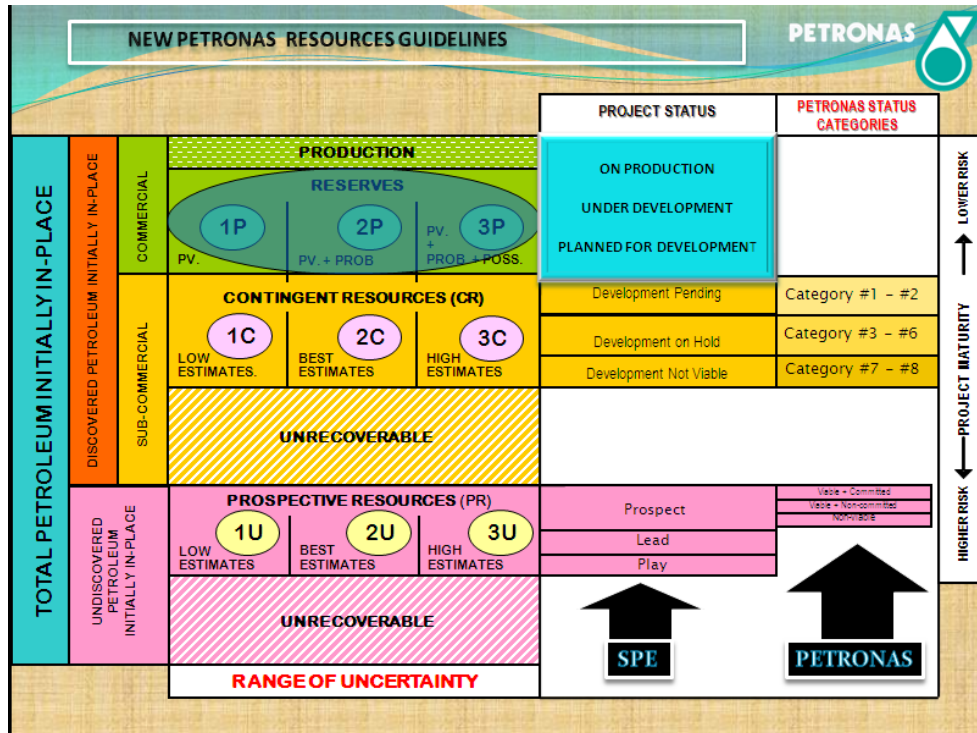 NEW PETRONAS RESOURCES GUIDELINES
PETRONAS
PROJECT STATUS
PETRONAS STATUS
CATEGORIES
TOTAL PETROLEUM INITIALLY IN-PLACE
DISCOVERED PETROLEUM INITIALLY IN-PLACE
COMMERCIAL
PRODUCTION
RESERVES
1P
2P
3P
PV.
PV. + PROB
PV.
+
PROB. + POSS.
ON PRODUCTION
UNDER DEVELOPMENT
PLANNED FOR DEVELOPMENT
SUB-COMMERCIAL
CONTINGENT RESOURCES (CR)
1C
2C
3C
LOW
ESTIMATES.
BEST
ESTIMATES
HIGH
ESTIMATES
Development Pending
Category #1 - #2
Development on Hold
Category #3 - #6
Development Not Viable
Category #7 - #8
UNRECOVERABLE
UNDISCOVERED
PETROLEUM
INITIALLY IN-PLACE
PROSPECTIVE RESOURCES (PR)
1U
2U
3U
LOW
ESTIMATES
BEST
ESTIMATES
HIGH
ESTIMATES
Prospect
Lead
Play
Viable + Committed
Viable + Non-committed
Non-viable
UNRECOVERABLE
SPE
PETRONAS
RANGE OF UNCERTAINTY
LOWER RISK
PROJECT MATURITY
HIGHER RISK